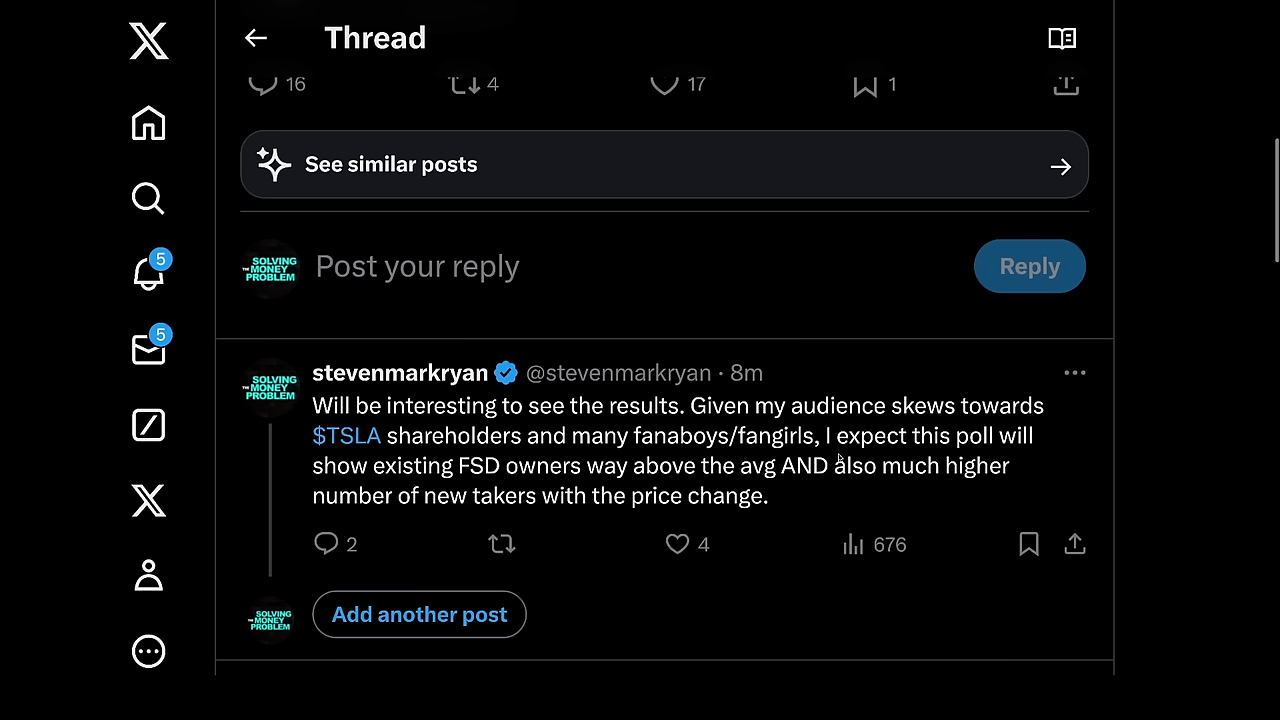 Thread
16 4 17 1
See similar posts
SOLVING THE MONEY PROBLEM Post your reply Reply
5
5
SOLVING THE MONEY PROBLEM stevenmarkryan @stevenmarkryan · 8m
Will be interesting to see the results. Given my audience skews towards
$TSLA shareholders and many fanaboys/fangirls, I expect this poll will
show existing FSD owners way above the avg AND also much higher
number of new takers with the price change.
2 4 676
SOLVING THE MONEY PROBLEM Add another post